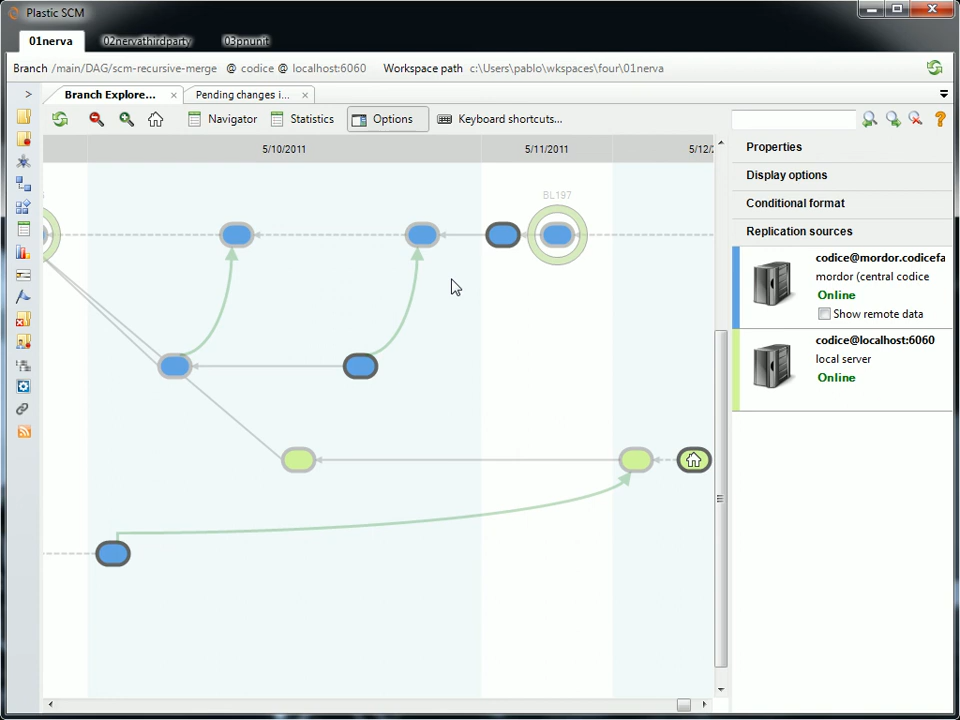 Plastic SCM
01nerva 02nervathirdparty 03pnunit
Branch /main/DAG/scm-recursive-merge @ codice @ localhost:6060 Workspace path c:\Users\pablo\wkspaces\four\01nerva
Branch Explore... × Pending changes i... ×
Navigator Statistics Options Keyboard shortcuts...
5/10/2011 5/11/2011 5/12/2
BL197
Properties
Display options
Conditional format
Replication sources
codice@mordor.codicefa
mordor (central codice
Online
Show remote data
codice@localhost:6060
local server
Online